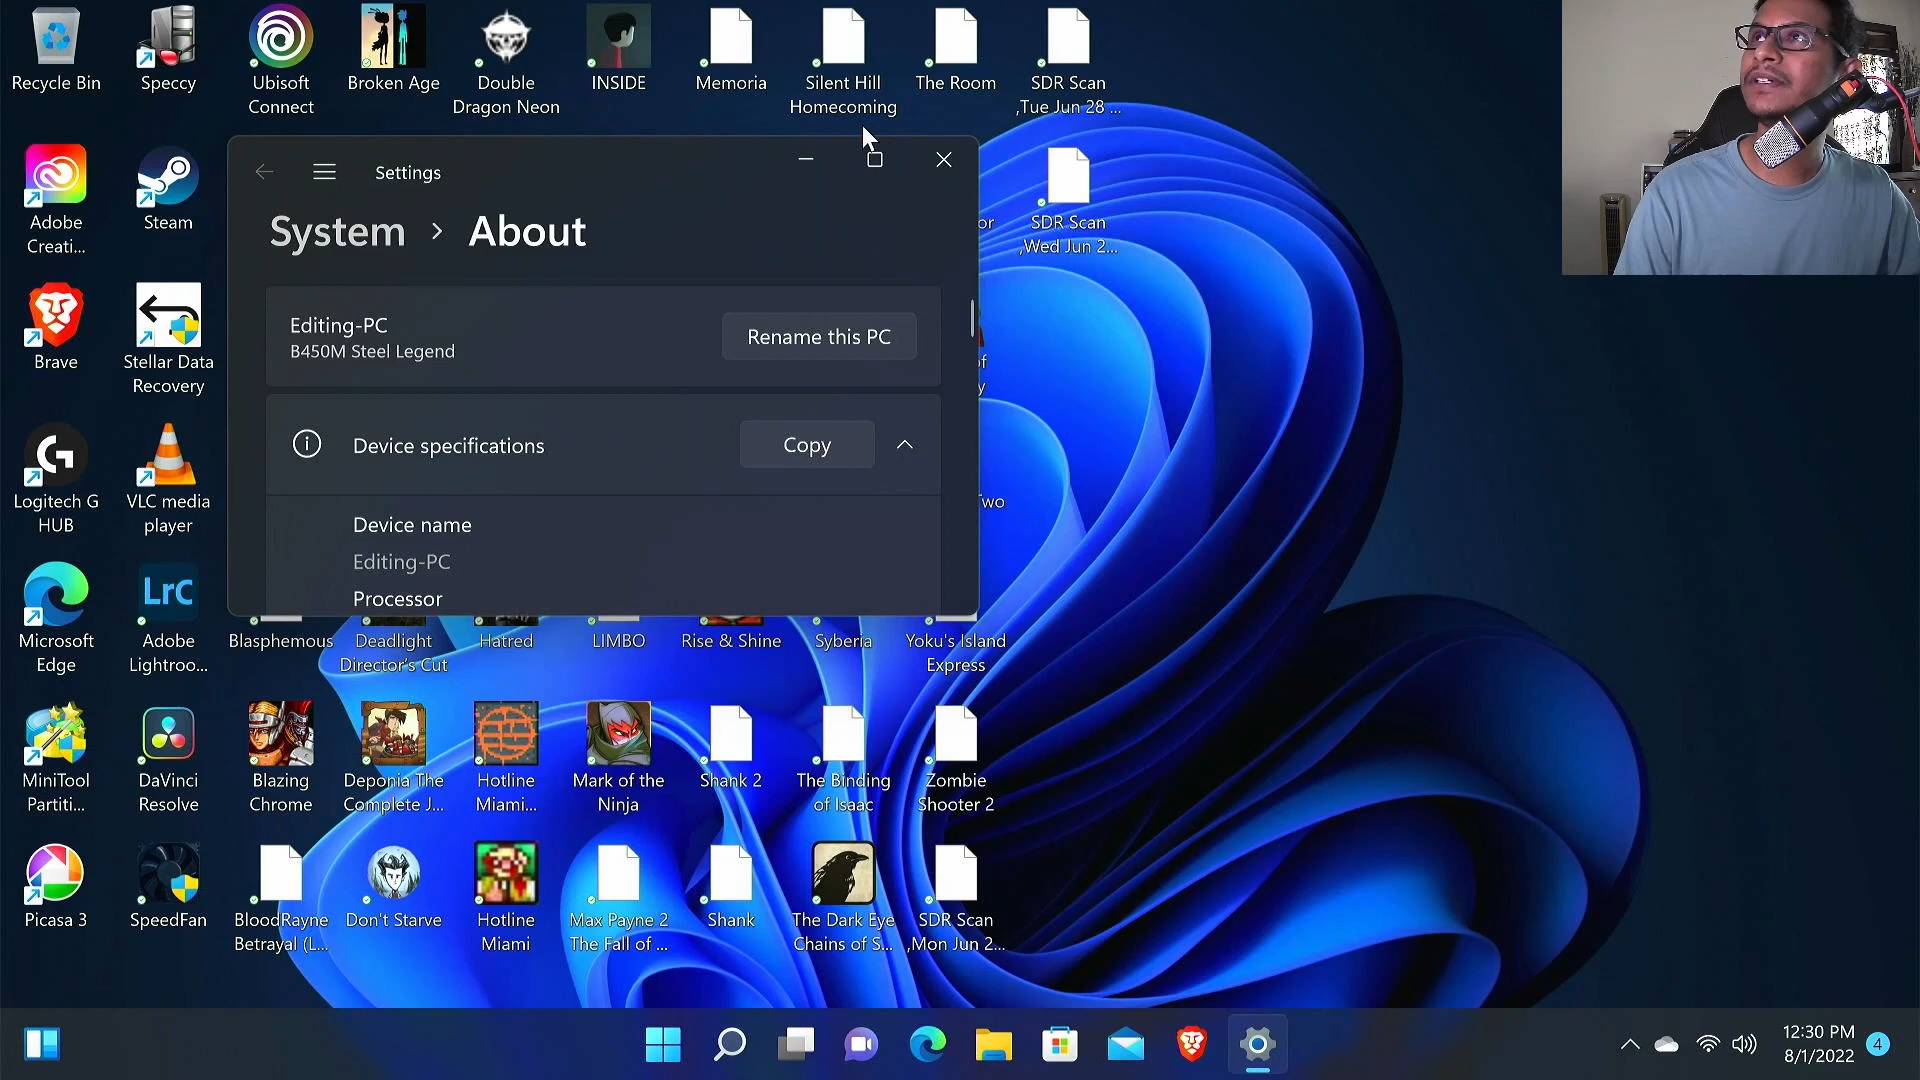 Recycle Bin
Speccy
Ubisoft
Connect
Broken Age
Double
Dragon Neon
INSIDE
Memoria
Silent Hill
Homecoming
The Room
SDR Scan
,Tue Jun 28 ...
Adobe
Creati...
Steam
SDR Scan
,Wed Jun 2...
or
Brave
Stellar Data
Recovery
of
y
Logitech G
HUB
VLC media
player
Two
Settings
System > About
Editing-PC
B450M Steel Legend
Rename this PC
Device specifications
Copy
Device name
Editing-PC
Processor
Microsoft
Edge
LrC
Adobe
Lightroo...
Blasphemous
Deadlight
Director's Cut
Hatred
LIMBO
Rise & Shine
Syberia
Yoku's Island
Express
MiniTool
Partiti...
DaVinci
Resolve
Blazing
Chrome
Deponia The
Complete J...
Hotline
Miami...
Mark of the
Ninja
Shank 2
The Binding
of Isaac
Zombie
Shooter 2
Picasa 3
SpeedFan
BloodRayne
Betrayal (L...
Don't Starve
Hotline
Miami
Max Payne 2
The Fall of ...
Shank
The Dark Eye
Chains of S...
SDR Scan
,Mon Jun 2...
12:30 PM
8/1/2022
4